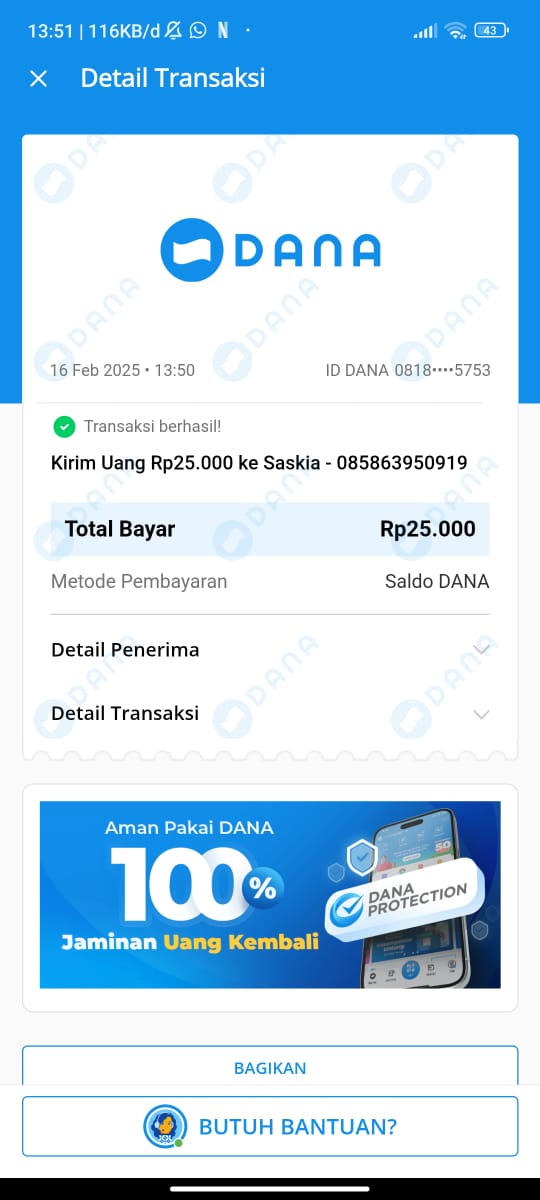 13:51 | 116KB/d N
43
Detail Transaksi
DANA
16 Feb 2025 • 13:50 ID DANA 0818••••5753
Transaksi berhasil!
Kirim Uang Rp25.000 ke Saskia - 085863950919
Total Bayar Rp25.000
Metode Pembayaran Saldo DANA
Detail Penerima
Detail Transaksi
Aman Pakai DANA
100%
Jaminan Uang Kembali
DANA
PROTECTION
BAGIKAN
BUTUH BANTUAN?